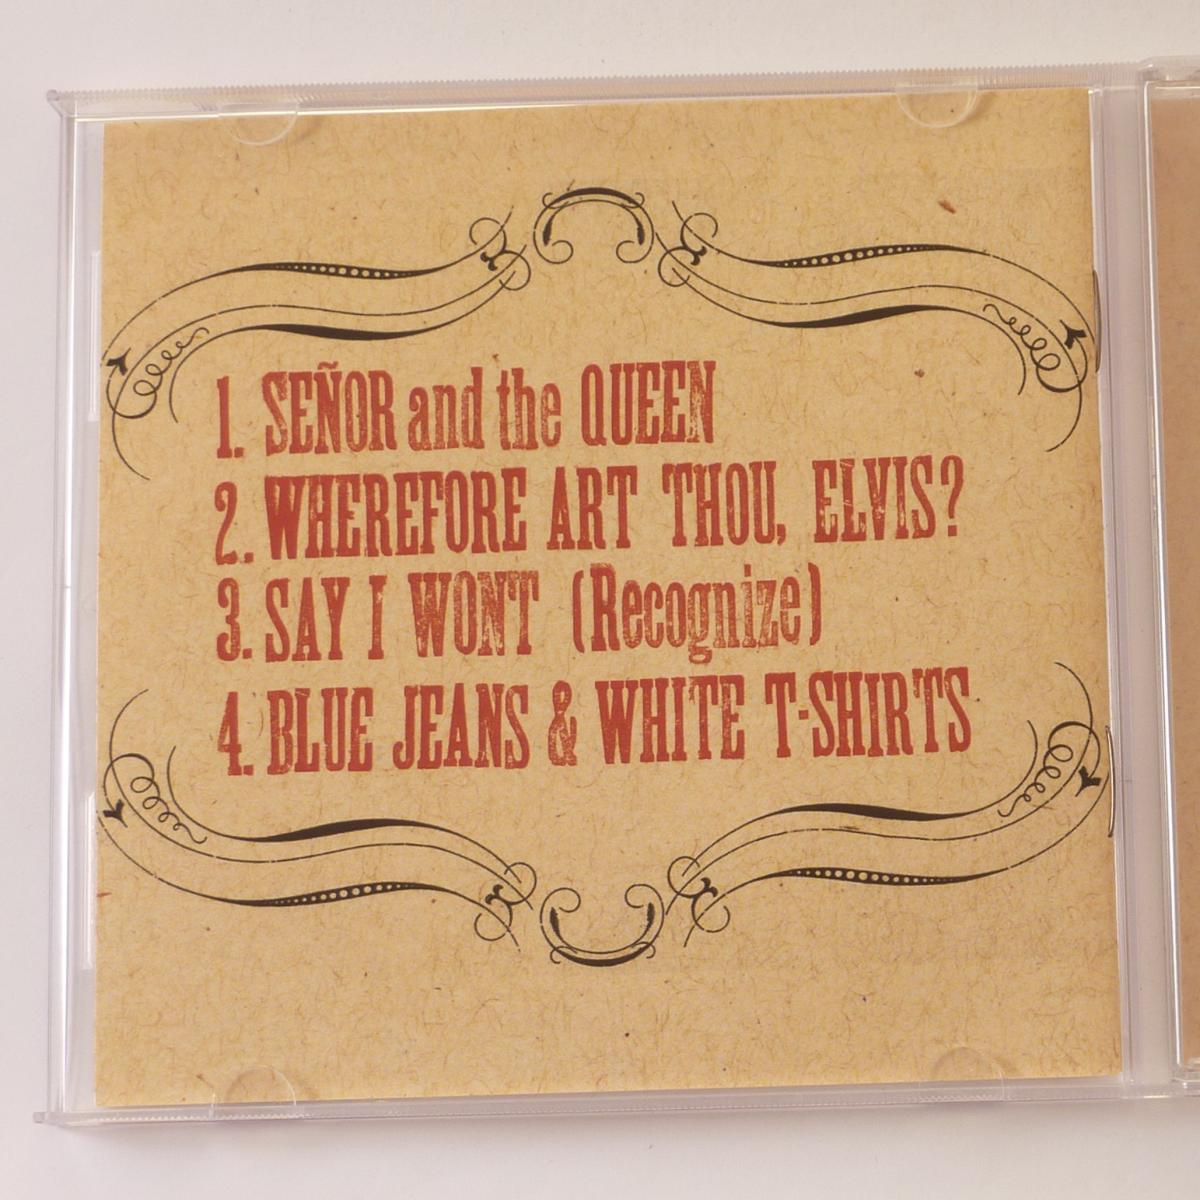 1. SEÑOR and the QUEEN
2. WHEREFORE ART THOU, ELVIS?
3. SAY I WONT (Recognize)
4. BLUE JEANS & WHITE T-SHIRTS